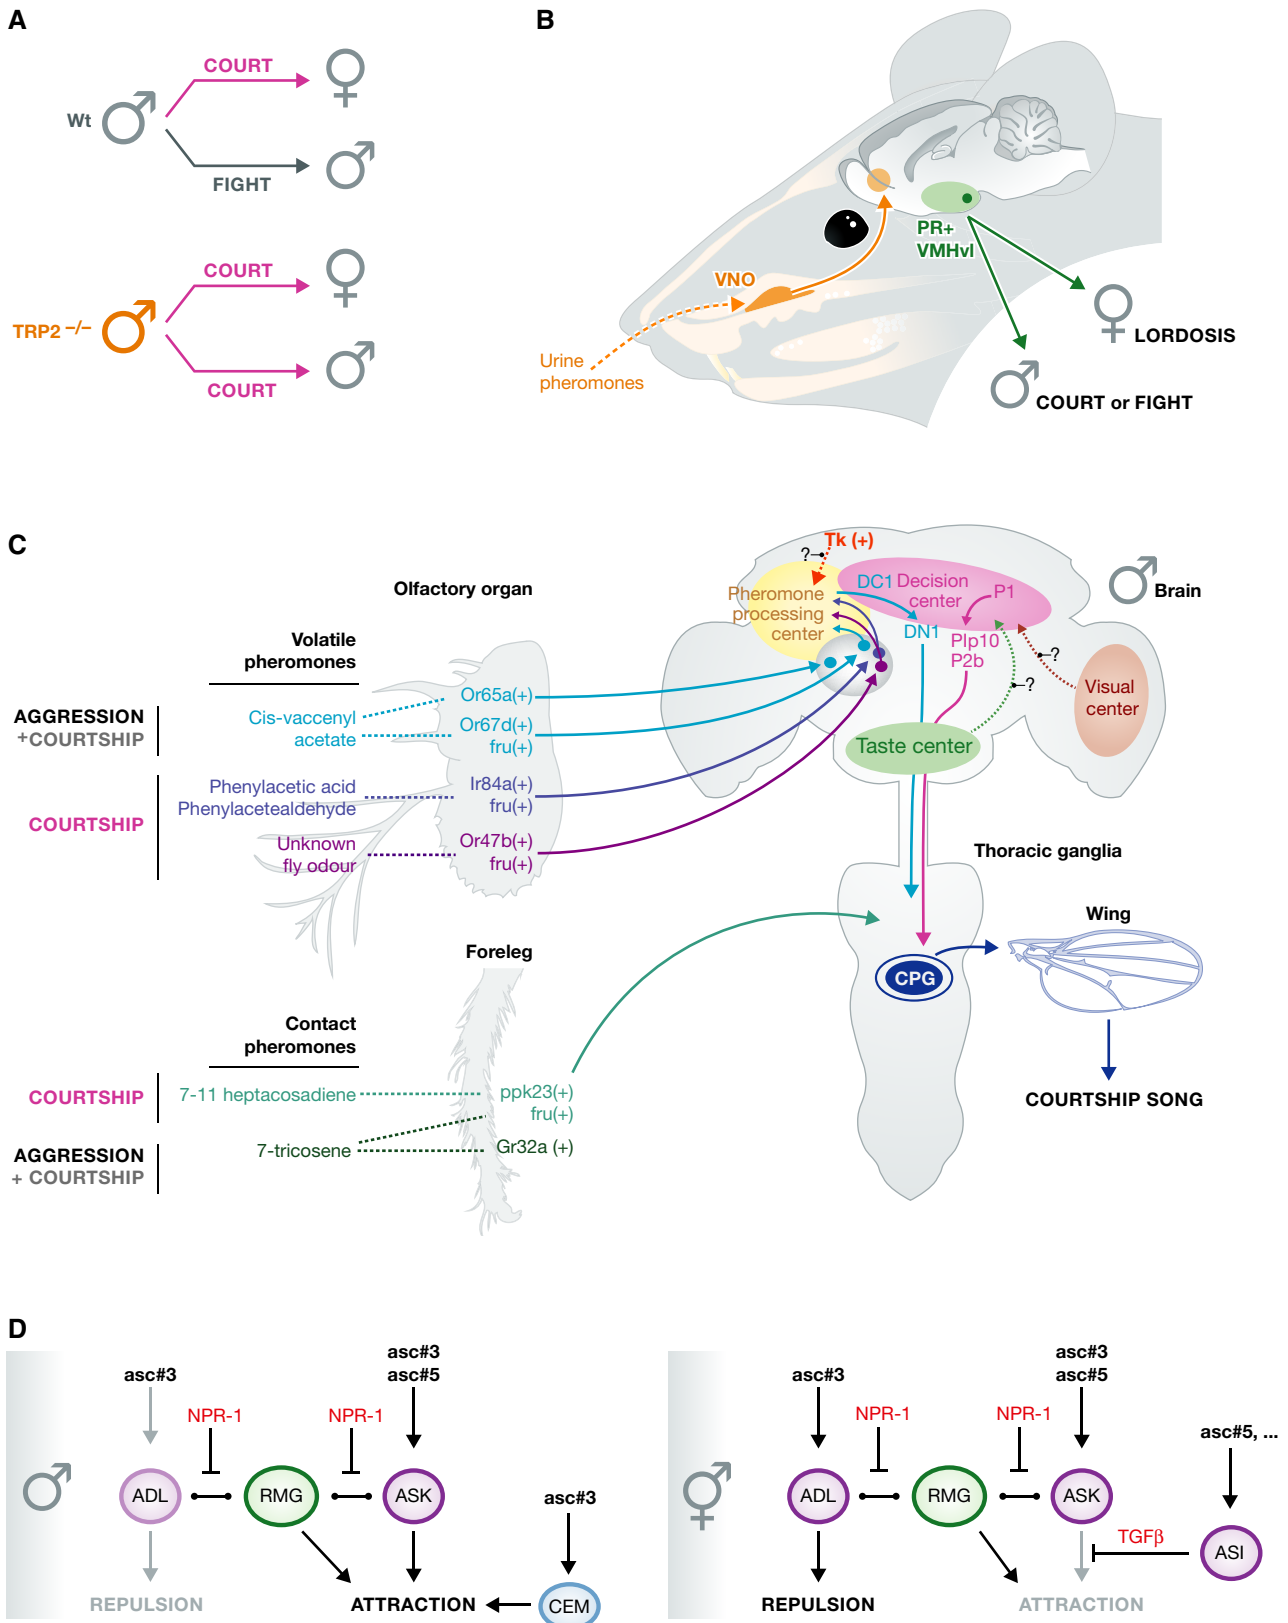 A
COURT
Wt
FIGHT
COURT
TRP2 –/–
COURT
B
PR+
VMHvl
VNO
Urine
pheromones
LORDOSIS
COURT or FIGHT
C
Olfactory organ
Volatile
pheromones
AGGRESSION
+COURTSHIP
Cis-vaccenyl
acetate
Or65a(+)
Or67d(+)
fru(+)
COURTSHIP
Phenylacetic acid
Phenylacetealdehyde
Ir84a(+)
fru(+)
Unknown
fly odour
Or47b(+)
fru(+)
?
Tk (+)
Pheromone
processing
center
DC1
Decision
center
P1
DN1
PIp10
P2b
?
?
Visual
center
Taste center
Brain
Thoracic ganglia
Wing
CPG
COURTSHIP SONG
Foreleg
Contact
pheromones
COURTSHIP
7-11 heptacosadiene
ppk23(+)
fru(+)
AGGRESSION
+ COURTSHIP
7-tricosene
Gr32a (+)
D
asc#3
asc#3
asc#5
NPR-1
NPR-1
ADL
RMG
ASK
asc#3
CEM
REPULSION
ATTRACTION
asc#3
asc#3
asc#5
NPR-1
NPR-1
asc#5, ...
ADL
RMG
ASK
TGFβ
ASI
REPULSION
ATTRACTION